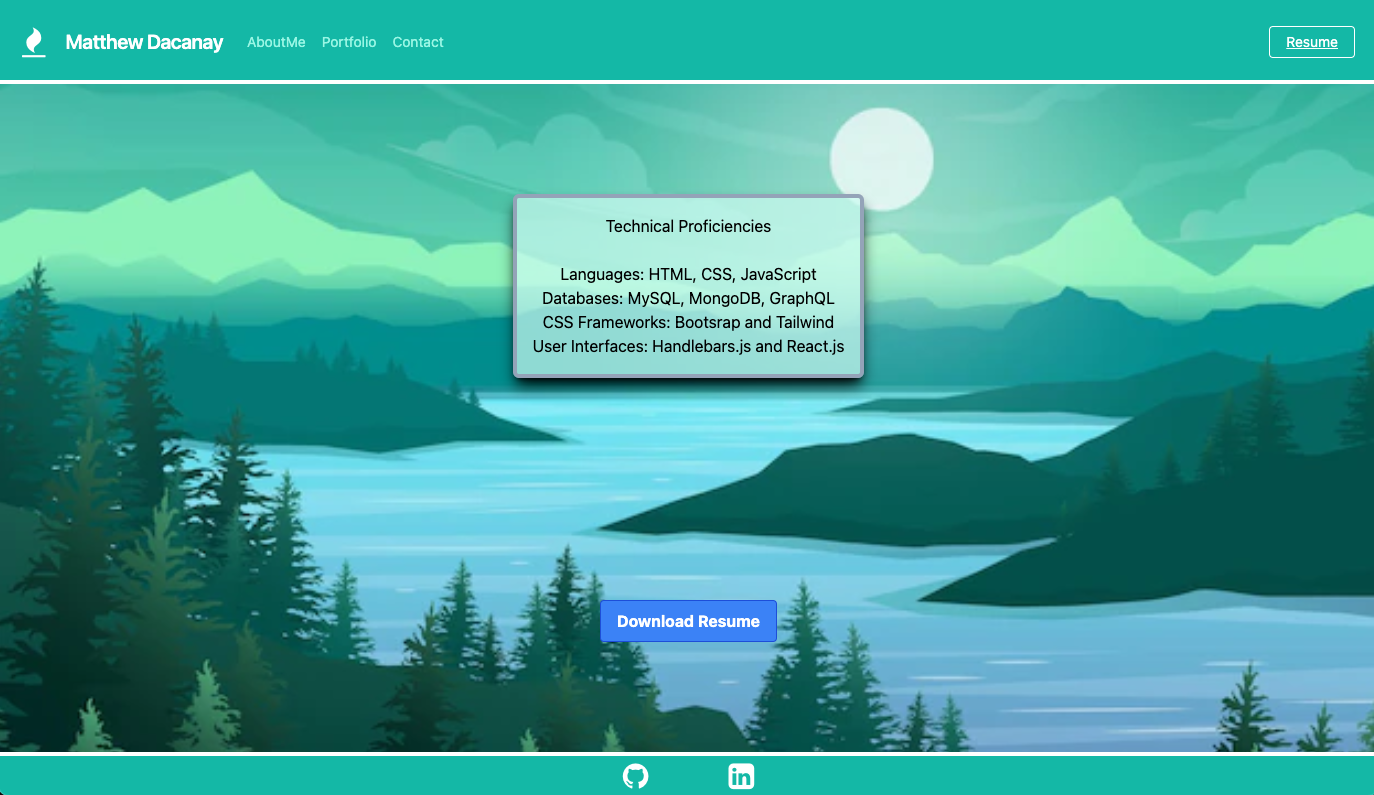 Matthew Dacanay AboutMe Portfolio Contact Resume
Technical Proficiencies
Languages: HTML, CSS, JavaScript
Databases: MySQL, MongoDB, GraphQL
CSS Frameworks: Bootsrap and Tailwind
User Interfaces: Handlebars.js and React.js
Download Resume
in